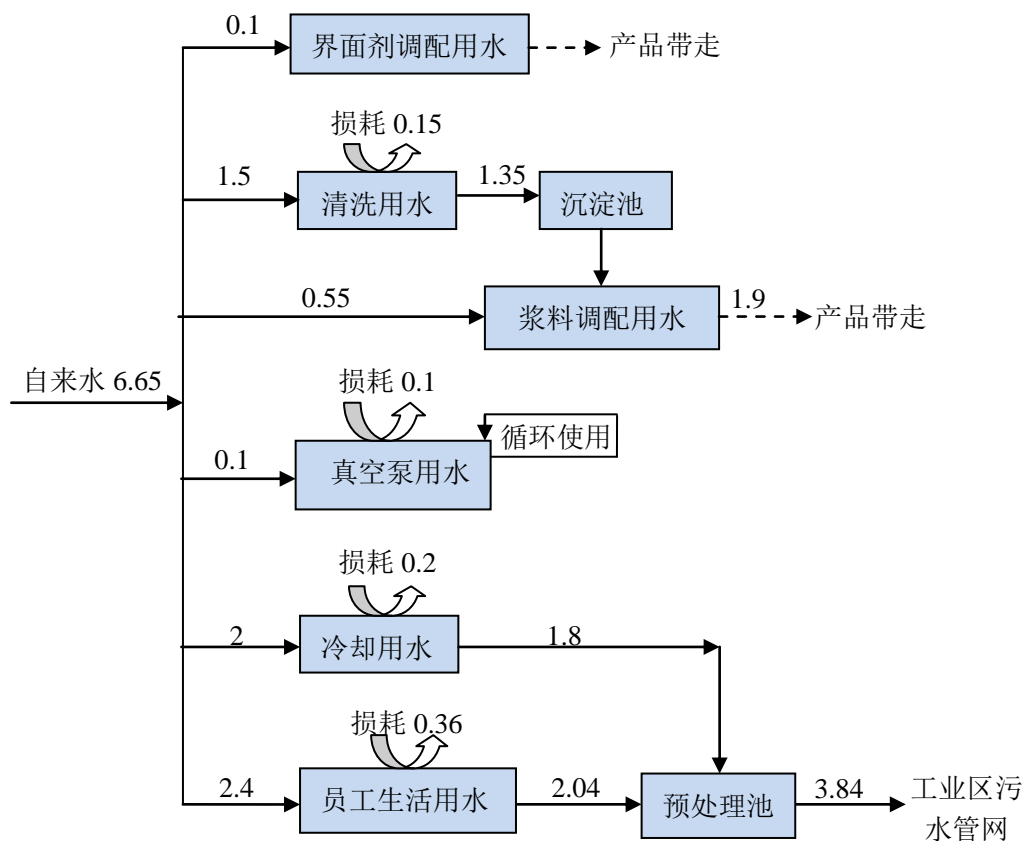 0.1
界面剂调配用水
产品带走
损耗 0.15
1.5
清洗用水
1.35
沉淀池
0.55
浆料调配用水
1.9
产品带走
自来水 6.65
损耗 0.1
循环使用
0.1
真空泵用水
损耗 0.2
2
冷却用水
1.8
损耗 0.36
2.4
员工生活用水
2.04
预处理池
3.84
工业区污
水管网